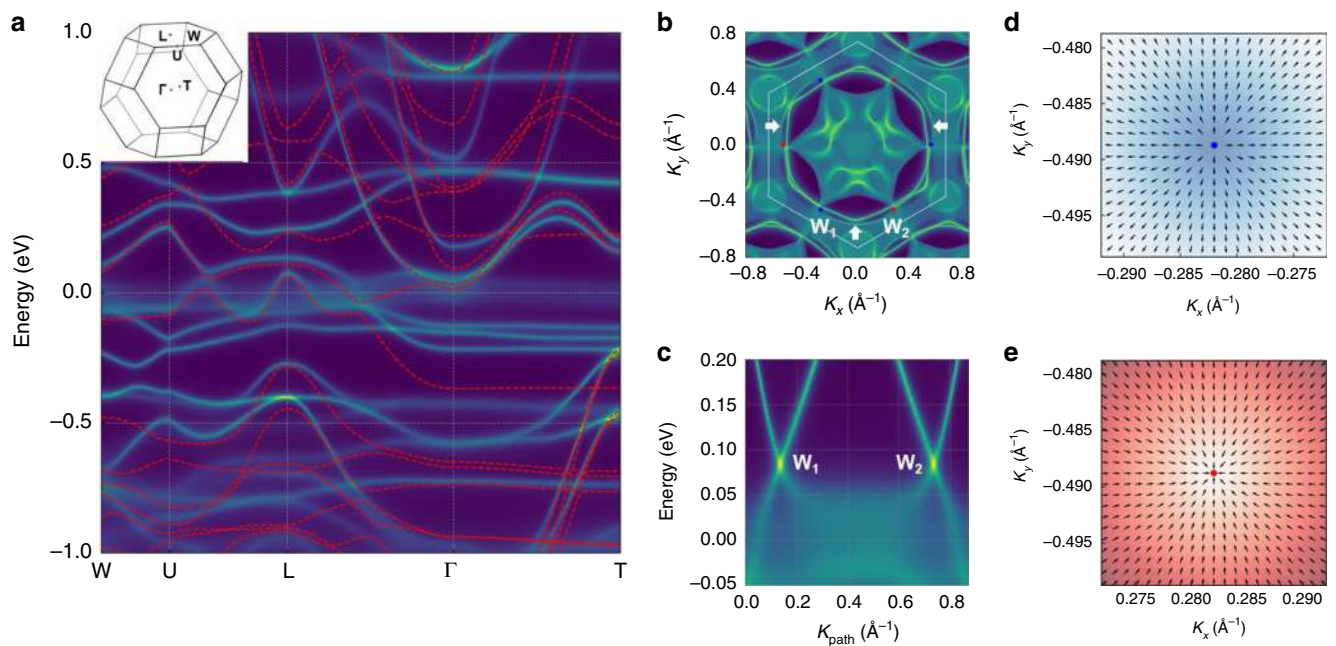 a
Energy (eV)
1.0
0.5
0.0
−0.5
−1.0
L
W
U
Γ
T
W
U
L
Γ
T
b
K_y (Å⁻¹)
0.8
0.4
0.0
−0.4
−0.8
W₁
W₂
−0.8
−0.4
0.0
0.4
0.8
K_x (Å⁻¹)
c
Energy (eV)
0.20
0.15
0.10
0.05
0.00
−0.05
W₁
W₂
0.0
0.2
0.4
0.6
0.8
K_path (Å⁻¹)
d
K_y (Å⁻¹)
−0.480
−0.485
−0.490
−0.495
−0.290
−0.285
−0.280
−0.275
K_x (Å⁻¹)
e
K_y (Å⁻¹)
−0.480
−0.485
−0.490
−0.495
0.275
0.282
0.285
0.290
K_x (Å⁻¹)